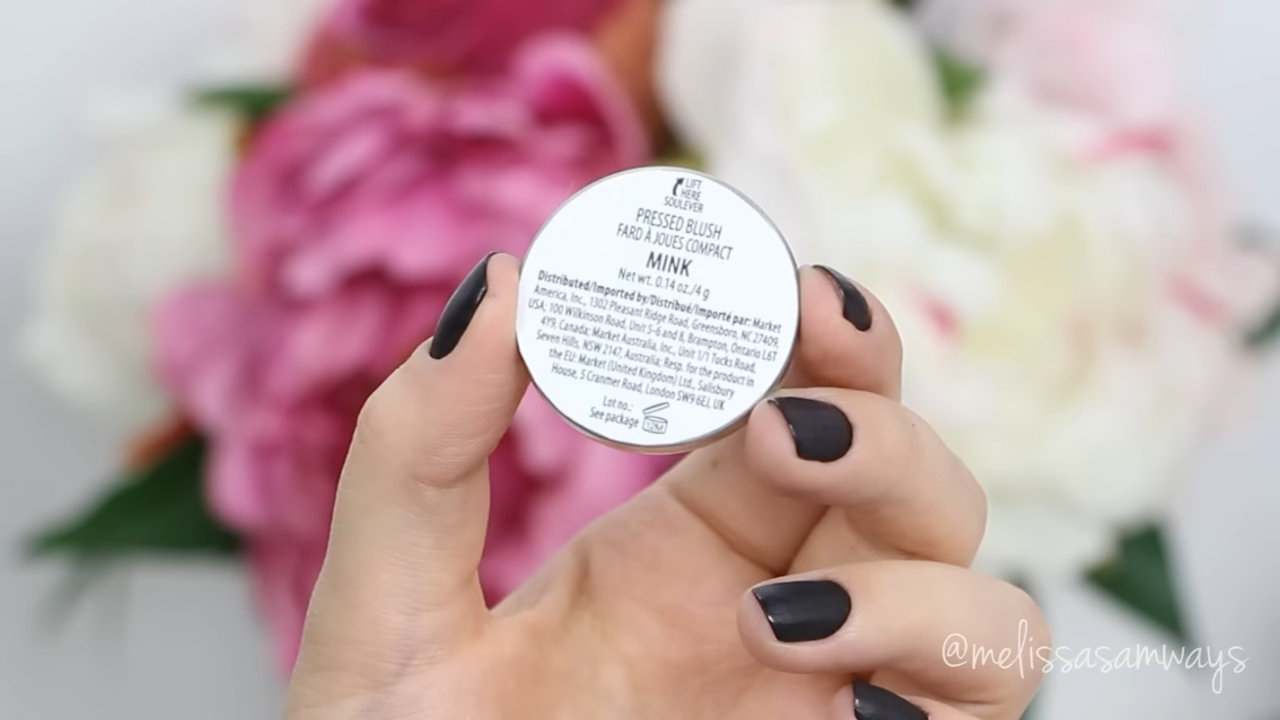 LIFT
HERE
SOULEVER
PRESSED BLUSH
FARD À JOUES COMPACT
MINK
Net wt. 0.14 oz./4 g
Distributed/Imported by/Distribué/Importé par: Market
America, Inc., 1302 Pleasant Ridge Road, Greensboro, NC 27409,
USA; 100 Wilkinson Road, Unit 5-6 and 8, Brampton, Ontario L6T
4Y9, Canada; Market Australia, Inc., Unit 1/1 Tucks Road,
Seven Hills, NSW 2147, Australia; Resp. for the product in
the EU: Market (United Kingdom) Ltd., Salisbury
House, 5 Cranmer Road, London SW9 6EJ, UK
Lot no.:
See package
12M
@melissasamways